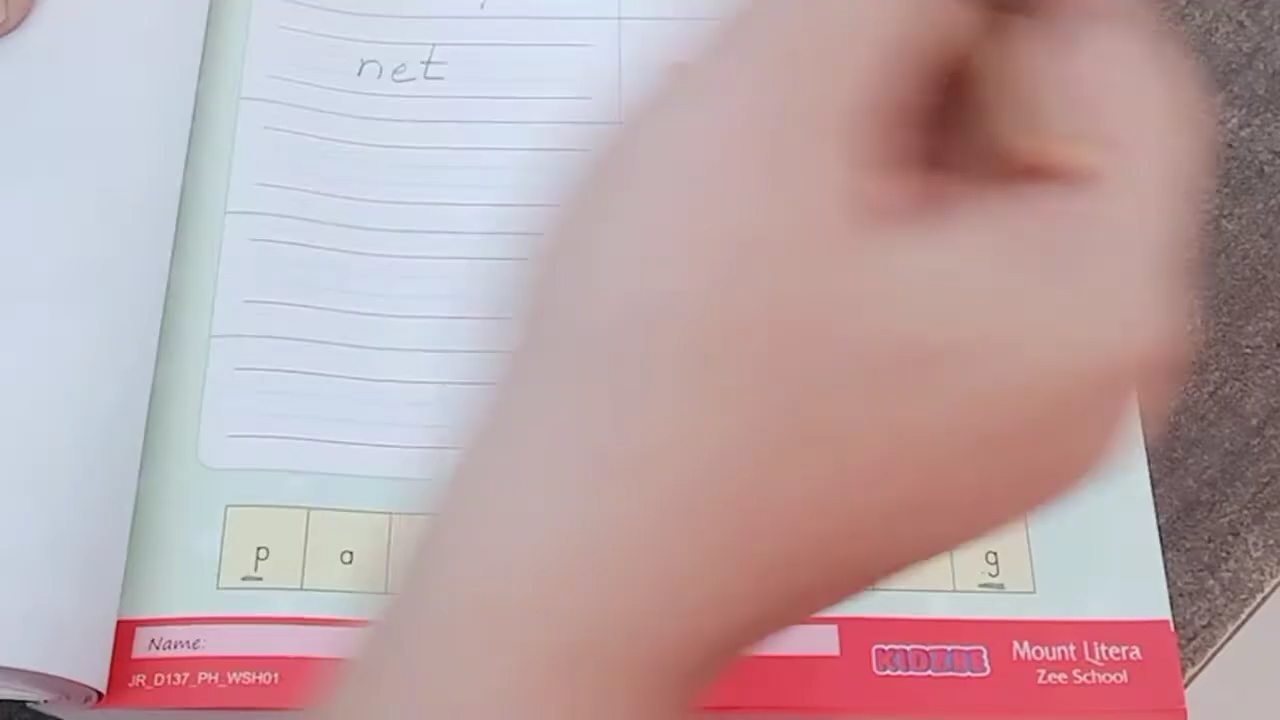 net
p a g
Name:
KIDZEE Mount Litera
Zee School
JR_D137_PH_WSH01